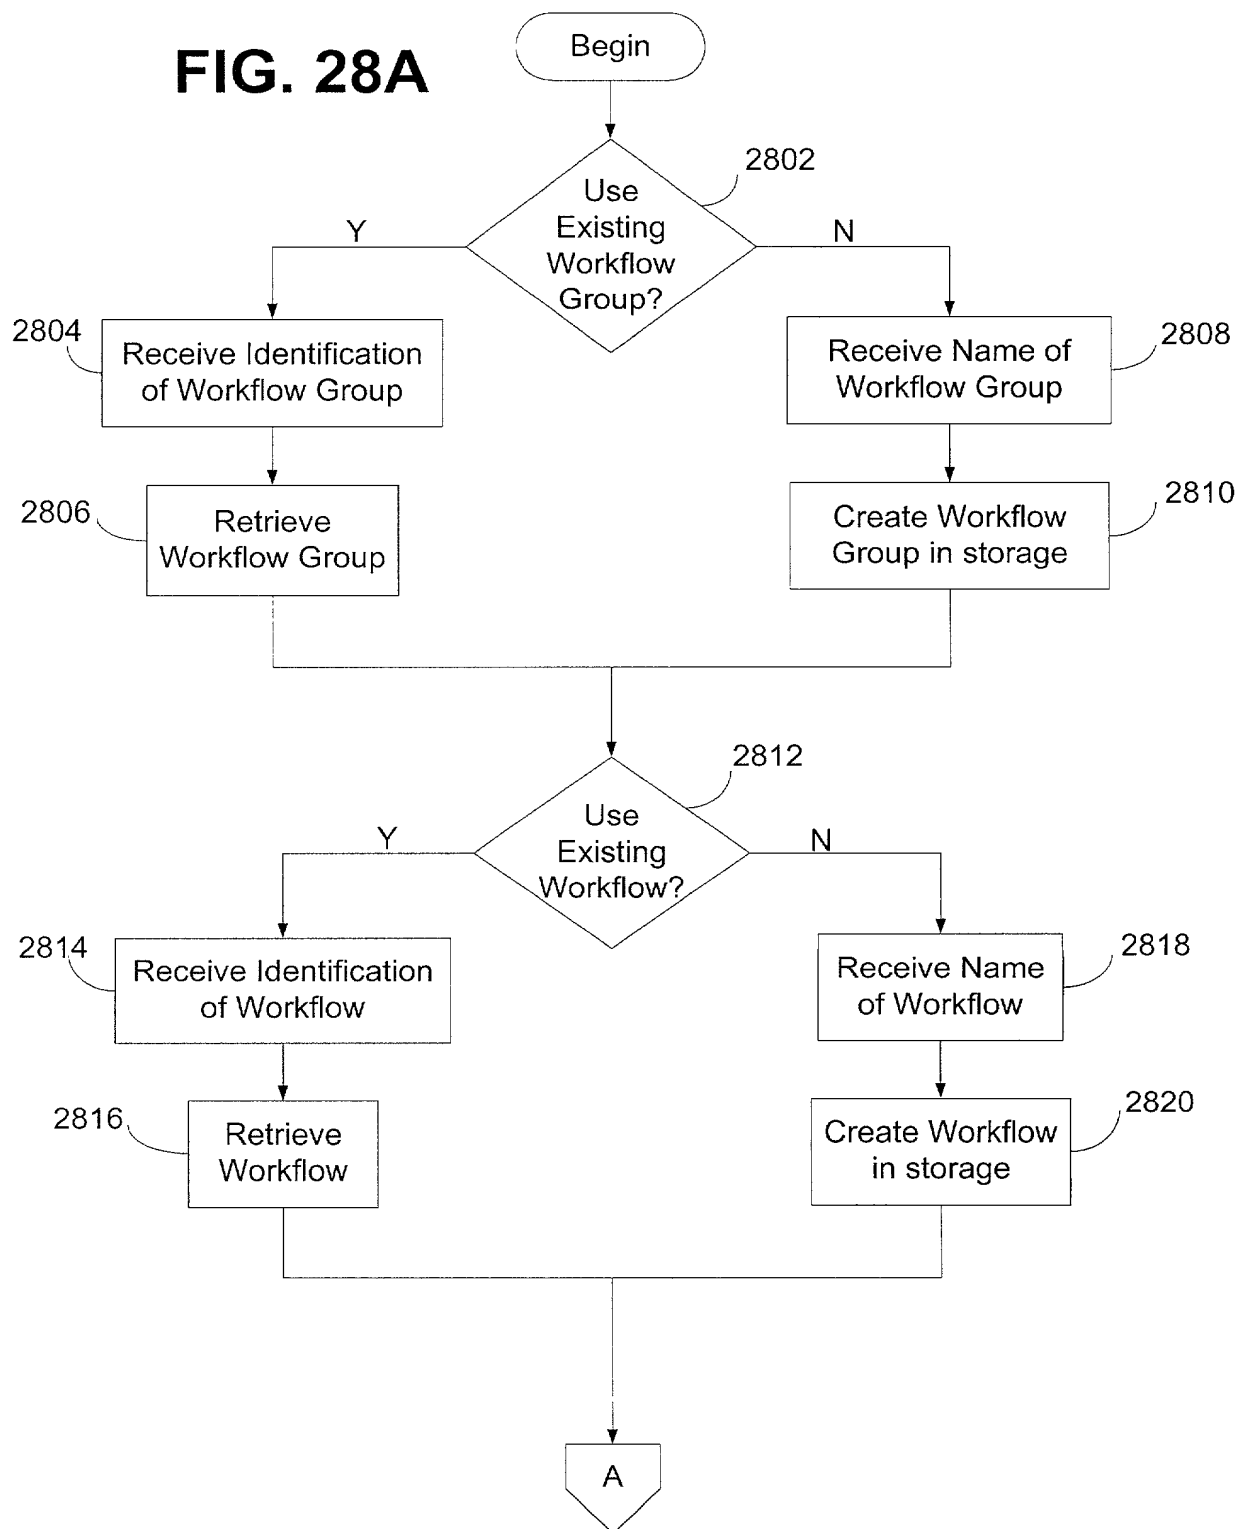 FIG. 28A
Begin
2802
Use
Existing
Workflow
Group?
Y
N
2804
Receive Identification
of Workflow Group
2808
Receive Name of
Workflow Group
2806
Retrieve
Workflow Group
2810
Create Workflow
Group in storage
2812
Use
Existing
Workflow?
Y
N
2814
Receive Identification
of Workflow
2818
Receive Name
of Workflow
2816
Retrieve
Workflow
2820
Create Workflow
in storage
A